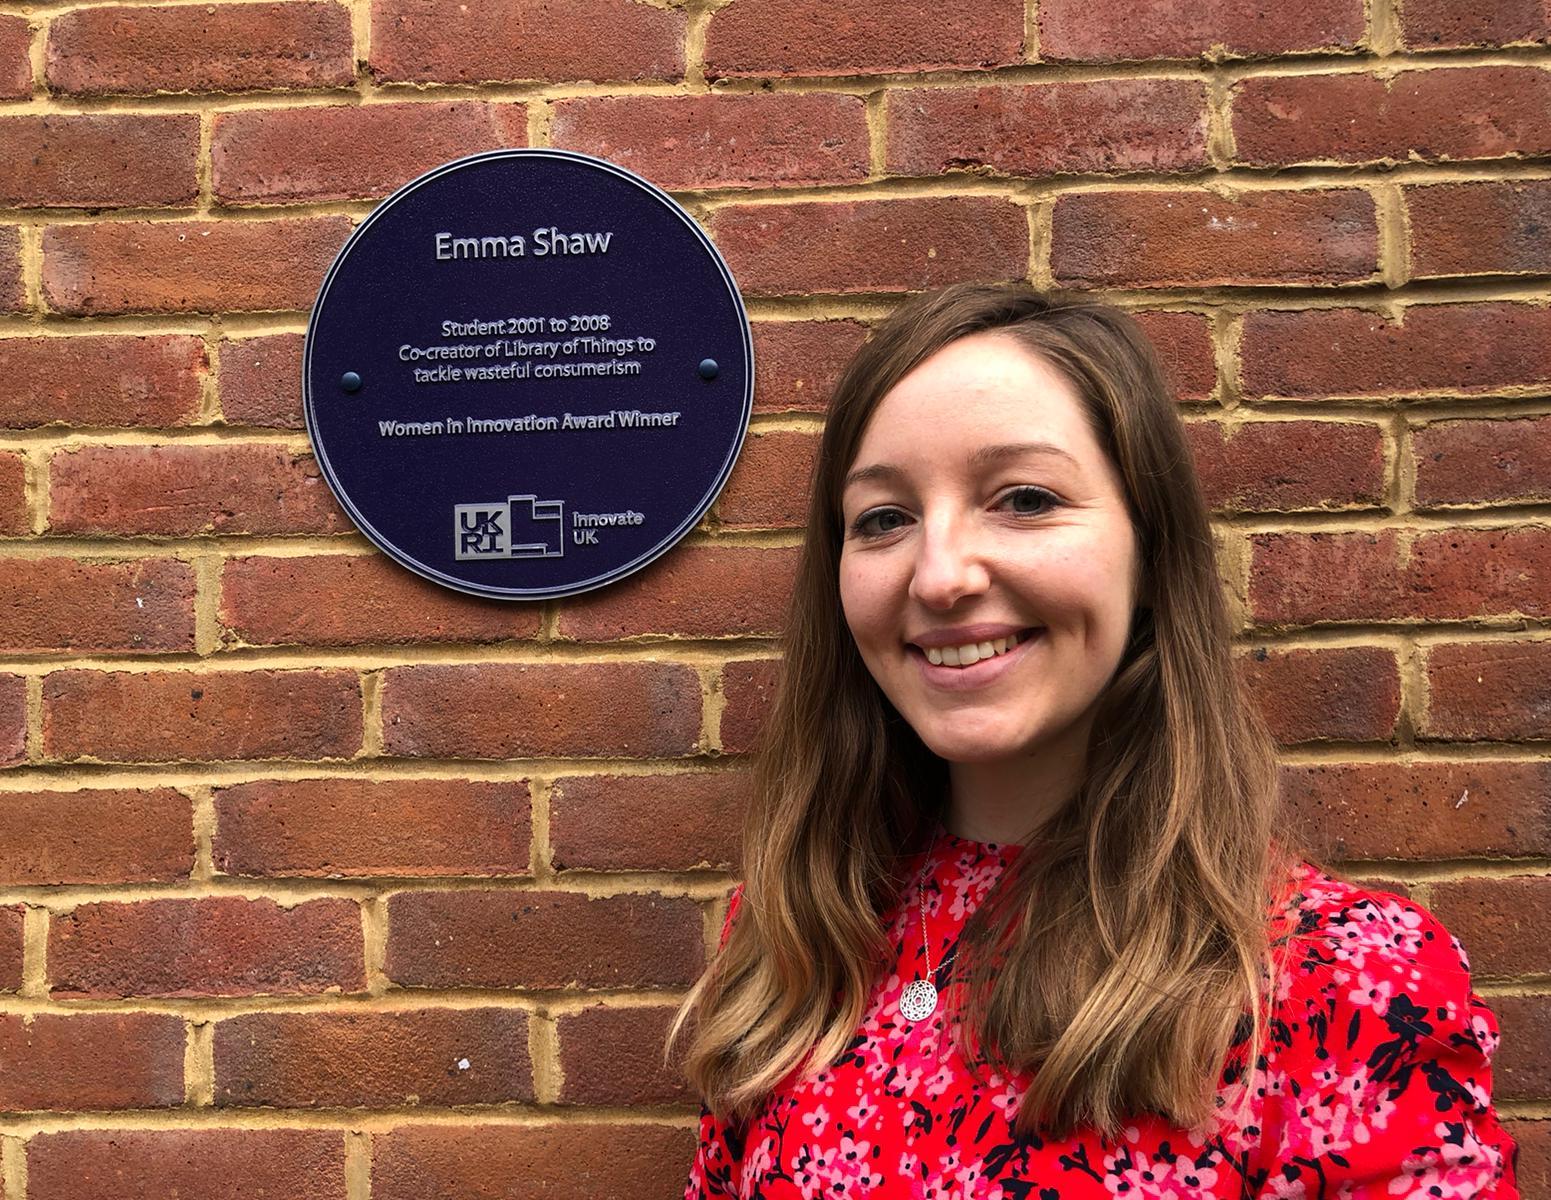 Emma Shaw
Student 2001 to 2008
Co-creator of Library of Things to
tackle wasteful consumerism
Women in Innovation Award Winner
UK
RI
Innovate
UK